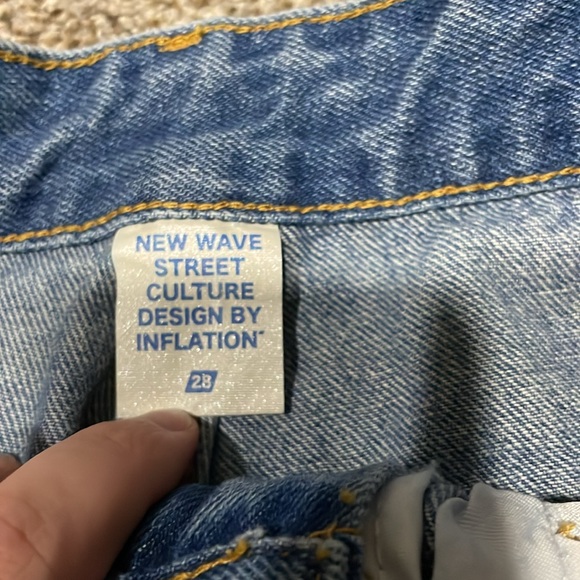 NEW WAVE
STREET
CULTURE
DESIGN BY
INFLATION
28